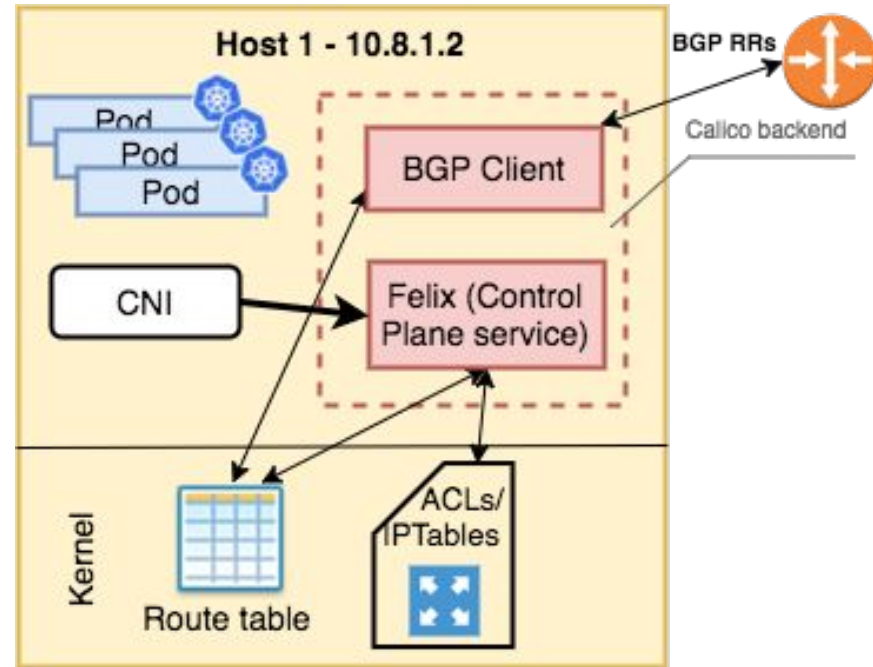 Host 1 - 10.8.1.2
BGP RRs
Calico backend
Pod
Pod
Pod
BGP Client
CNI
Felix (Control
Plane service)
Kernel
Route table
ACLs/
IPTables